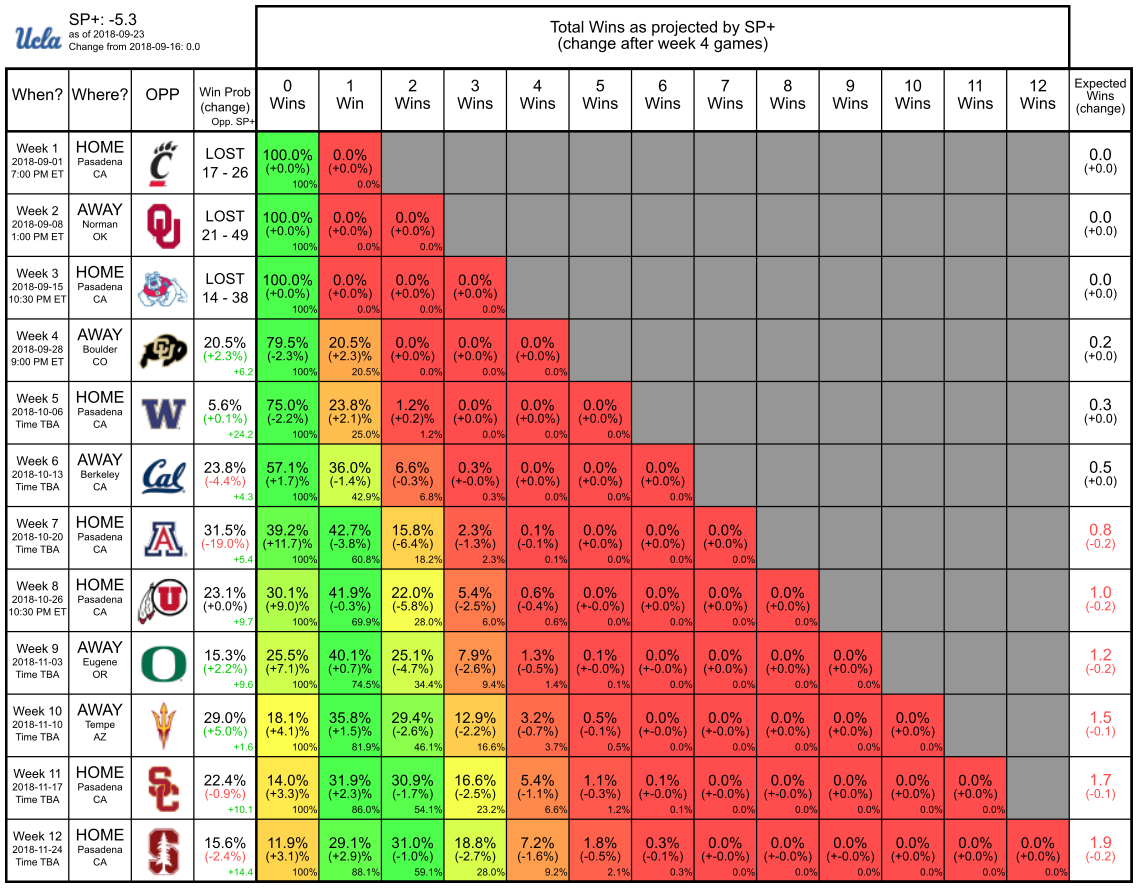 Ucla
SP+: -5.3
as of 2018-09-23
Change from 2018-09-16: 0.0
Total Wins as projected by SP+
(change after week 4 games)
When? Where? OPP Win Prob (change) Opp. SP+ 0 Wins 1 Win 2 Wins 3 Wins 4 Wins 5 Wins 6 Wins 7 Wins 8 Wins 9 Wins 10 Wins 11 Wins 12 Wins Expected Wins (change)
Week 1 HOME LOST 100.0% 0.0% 0.0
2018-09-01 Pasadena C 17 - 26 (+0.0%) (+0.0%) (+0.0)
7:00 PM ET CA 100% 0.0%
Week 2 AWAY OU LOST 100.0% 0.0% 0.0% 0.0
2018-09-08 Norman 21 - 49 (+0.0%) (+0.0%) (+0.0%) (+0.0)
1:00 PM ET OK 100% 0.0% 0.0%
Week 3 HOME LOST 100.0% 0.0% 0.0% 0.0% 0.0
2018-09-15 Pasadena 14 - 38 (+0.0%) (+0.0%) (+0.0%) (+0.0%) (+0.0)
10:30 PM ET CA 100% 0.0% 0.0% 0.0%
Week 4 AWAY CU 20.5% 79.5% 20.5% 0.0% 0.0% 0.0% 0.2
2018-09-28 Boulder (+2.3%) (-2.3%) (+2.3)% (+0.0%) (+0.0%) (+0.0%) (+0.0)
9:00 PM ET CO +6.2 100% 20.5% 0.0% 0.0% 0.0%
Week 5 HOME W 5.6% 75.0% 23.8% 1.2% 0.0% 0.0% 0.0% 0.3
2018-10-06 Pasadena (+0.1%) (-2.2%) (+2.1)% (+0.2)% (+0.0%) (+0.0%) (+0.0%) (+0.0)
Time TBA CA +24.2 100% 25.0% 1.2% 0.0% 0.0% 0.0%
Week 6 AWAY Cal 23.8% 57.1% 36.0% 6.6% 0.3% 0.0% 0.0% 0.0% 0.5
2018-10-13 Berkeley (-4.4%) (+1.7%) (-1.4%) (-0.3%) (+-0.0%) (+0.0%) (+0.0%) (+0.0%) (+0.0)
Time TBA CA +4.3 100% 42.9% 6.8% 0.3% 0.0% 0.0% 0.0%
Week 7 HOME A 31.5% 39.2% 42.7% 15.8% 2.3% 0.1% 0.0% 0.0% 0.0% 0.8
2018-10-20 Pasadena (-19.0%) (+11.7)% (-3.8%) (-6.4%) (-1.3%) (-0.1%) (+0.0%) (+0.0%) (+0.0%) (-0.2)
Time TBA CA +5.4 100% 60.8% 18.2% 2.3% 0.1% 0.0% 0.0% 0.0%
Week 8 HOME U 23.1% 30.1% 41.9% 22.0% 5.4% 0.6% 0.0% 0.0% 0.0% 0.0% 1.0
2018-10-26 Pasadena (+0.0%) (+9.0)% (-0.3%) (-5.8%) (-2.5%) (-0.4%) (+-0.0%) (+0.0%) (+0.0%) (+0.0%) (-0.2)
10:30 PM ET CA +9.7 100% 69.9% 28.0% 6.0% 0.6% 0.0% 0.0% 0.0% 0.0%
Week 9 AWAY O 15.3% 25.5% 40.1% 25.1% 7.9% 1.3% 0.1% 0.0% 0.0% 0.0% 0.0% 1.2
2018-11-03 Eugene (+2.2%) (+7.1)% (+0.7)% (-4.7%) (-2.6%) (-0.5%) (+-0.0%) (+-0.0%) (+0.0%) (+0.0%) (+0.0%) (-0.2)
Time TBA OR +9.6 100% 74.5% 34.4% 9.4% 1.4% 0.1% 0.0% 0.0% 0.0% 0.0%
Week 10 AWAY 29.0% 18.1% 35.8% 29.4% 12.9% 3.2% 0.5% 0.0% 0.0% 0.0% 0.0% 0.0% 1.5
2018-11-10 Tempe (+5.0%) (+4.1)% (+1.5)% (-2.6%) (-2.2%) (-0.7%) (-0.1%) (+-0.0%) (+-0.0%) (+0.0%) (+0.0%) (+0.0%) (-0.1)
Time TBA AZ +1.6 100% 81.9% 46.1% 16.6% 3.7% 0.5% 0.0% 0.0% 0.0% 0.0% 0.0%
Week 11 HOME SC 22.4% 14.0% 31.9% 30.9% 16.6% 5.4% 1.1% 0.1% 0.0% 0.0% 0.0% 0.0% 0.0% 1.7
2018-11-17 Pasadena (-0.9%) (+3.3)% (+2.3)% (-1.7%) (-2.5%) (-1.1%) (-0.3%) (+-0.0%) (+-0.0%) (+-0.0%) (+0.0%) (+0.0%) (+0.0%) (-0.1)
Time TBA CA +10.1 100% 86.0% 54.1% 23.2% 6.6% 1.2% 0.1% 0.0% 0.0% 0.0% 0.0% 0.0%
Week 12 HOME S 15.6% 11.9% 29.1% 31.0% 18.8% 7.2% 1.8% 0.3% 0.0% 0.0% 0.0% 0.0% 0.0% 0.0% 1.9
2018-11-24 Pasadena (-2.4%) (+3.1)% (+2.9)% (-1.0%) (-2.7%) (-1.6%) (-0.5%) (-0.1%) (+-0.0%) (+-0.0%) (+-0.0%) (+0.0%) (+0.0%) (+0.0%) (-0.2)
Time TBA CA +14.4 100% 88.1% 59.1% 28.0% 9.2% 2.1% 0.3% 0.0% 0.0% 0.0% 0.0% 0.0% 0.0%